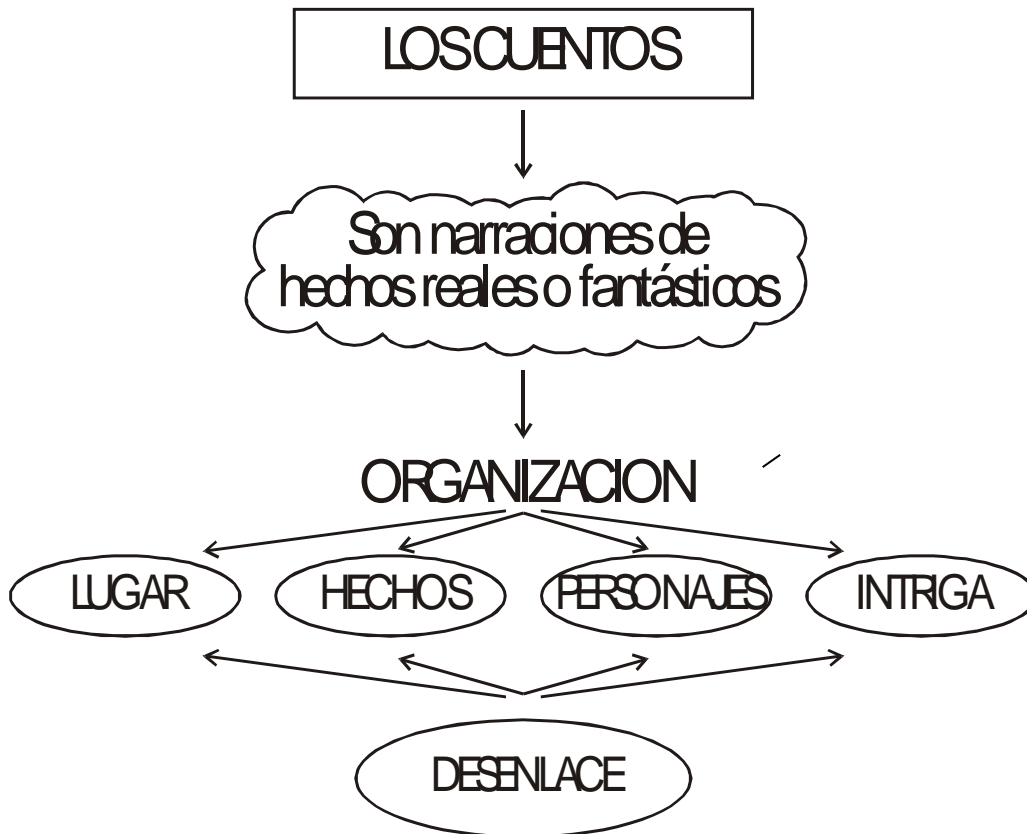 LOS CUENTOS
Son narraciones de
hechos reales o fantásticos
ORGANIZACION
LUGAR
HECHOS
PERSONAJES
INTRIGA
DESENLACE